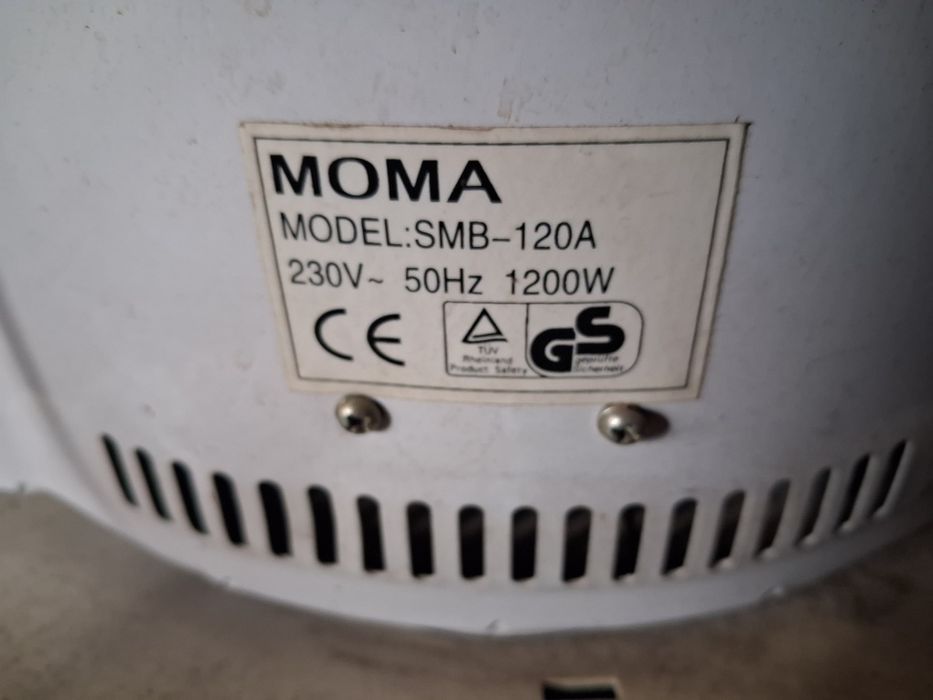 MOMA
MODEL:SMB-120A
230V~ 50Hz 1200W
CE
TÜV
Rheinland
Product Safety
GS
geprüfte
Sicherheit